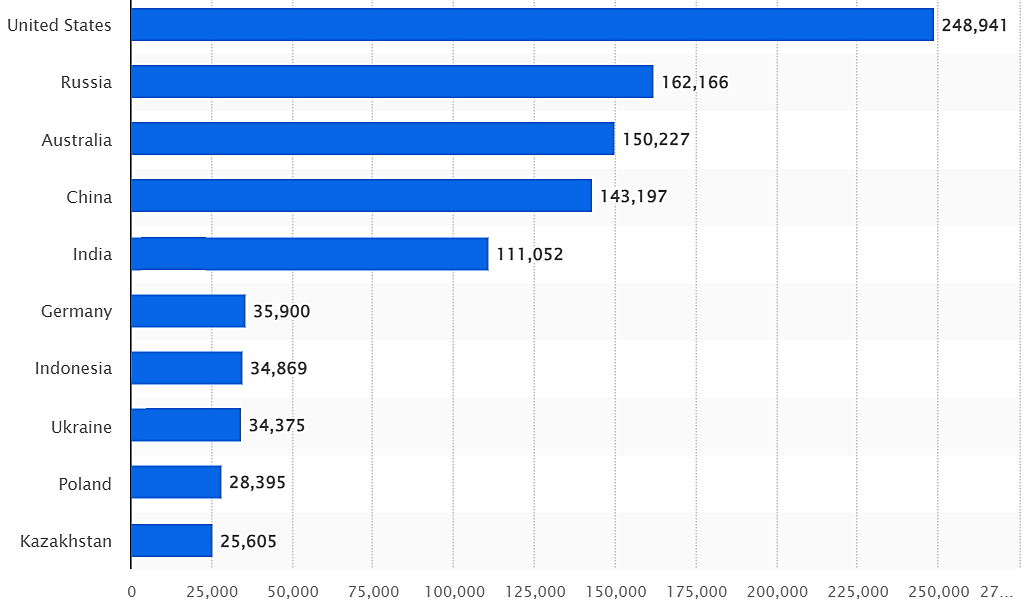 United States 248,941
Russia 162,166
Australia 150,227
China 143,197
India 111,052
Germany 35,900
Indonesia 34,869
Ukraine 34,375
Poland 28,395
Kazakhstan 25,605
0 25,000 50,000 75,000 100,000 125,000 150,000 175,000 200,000 225,000 250,000 27...